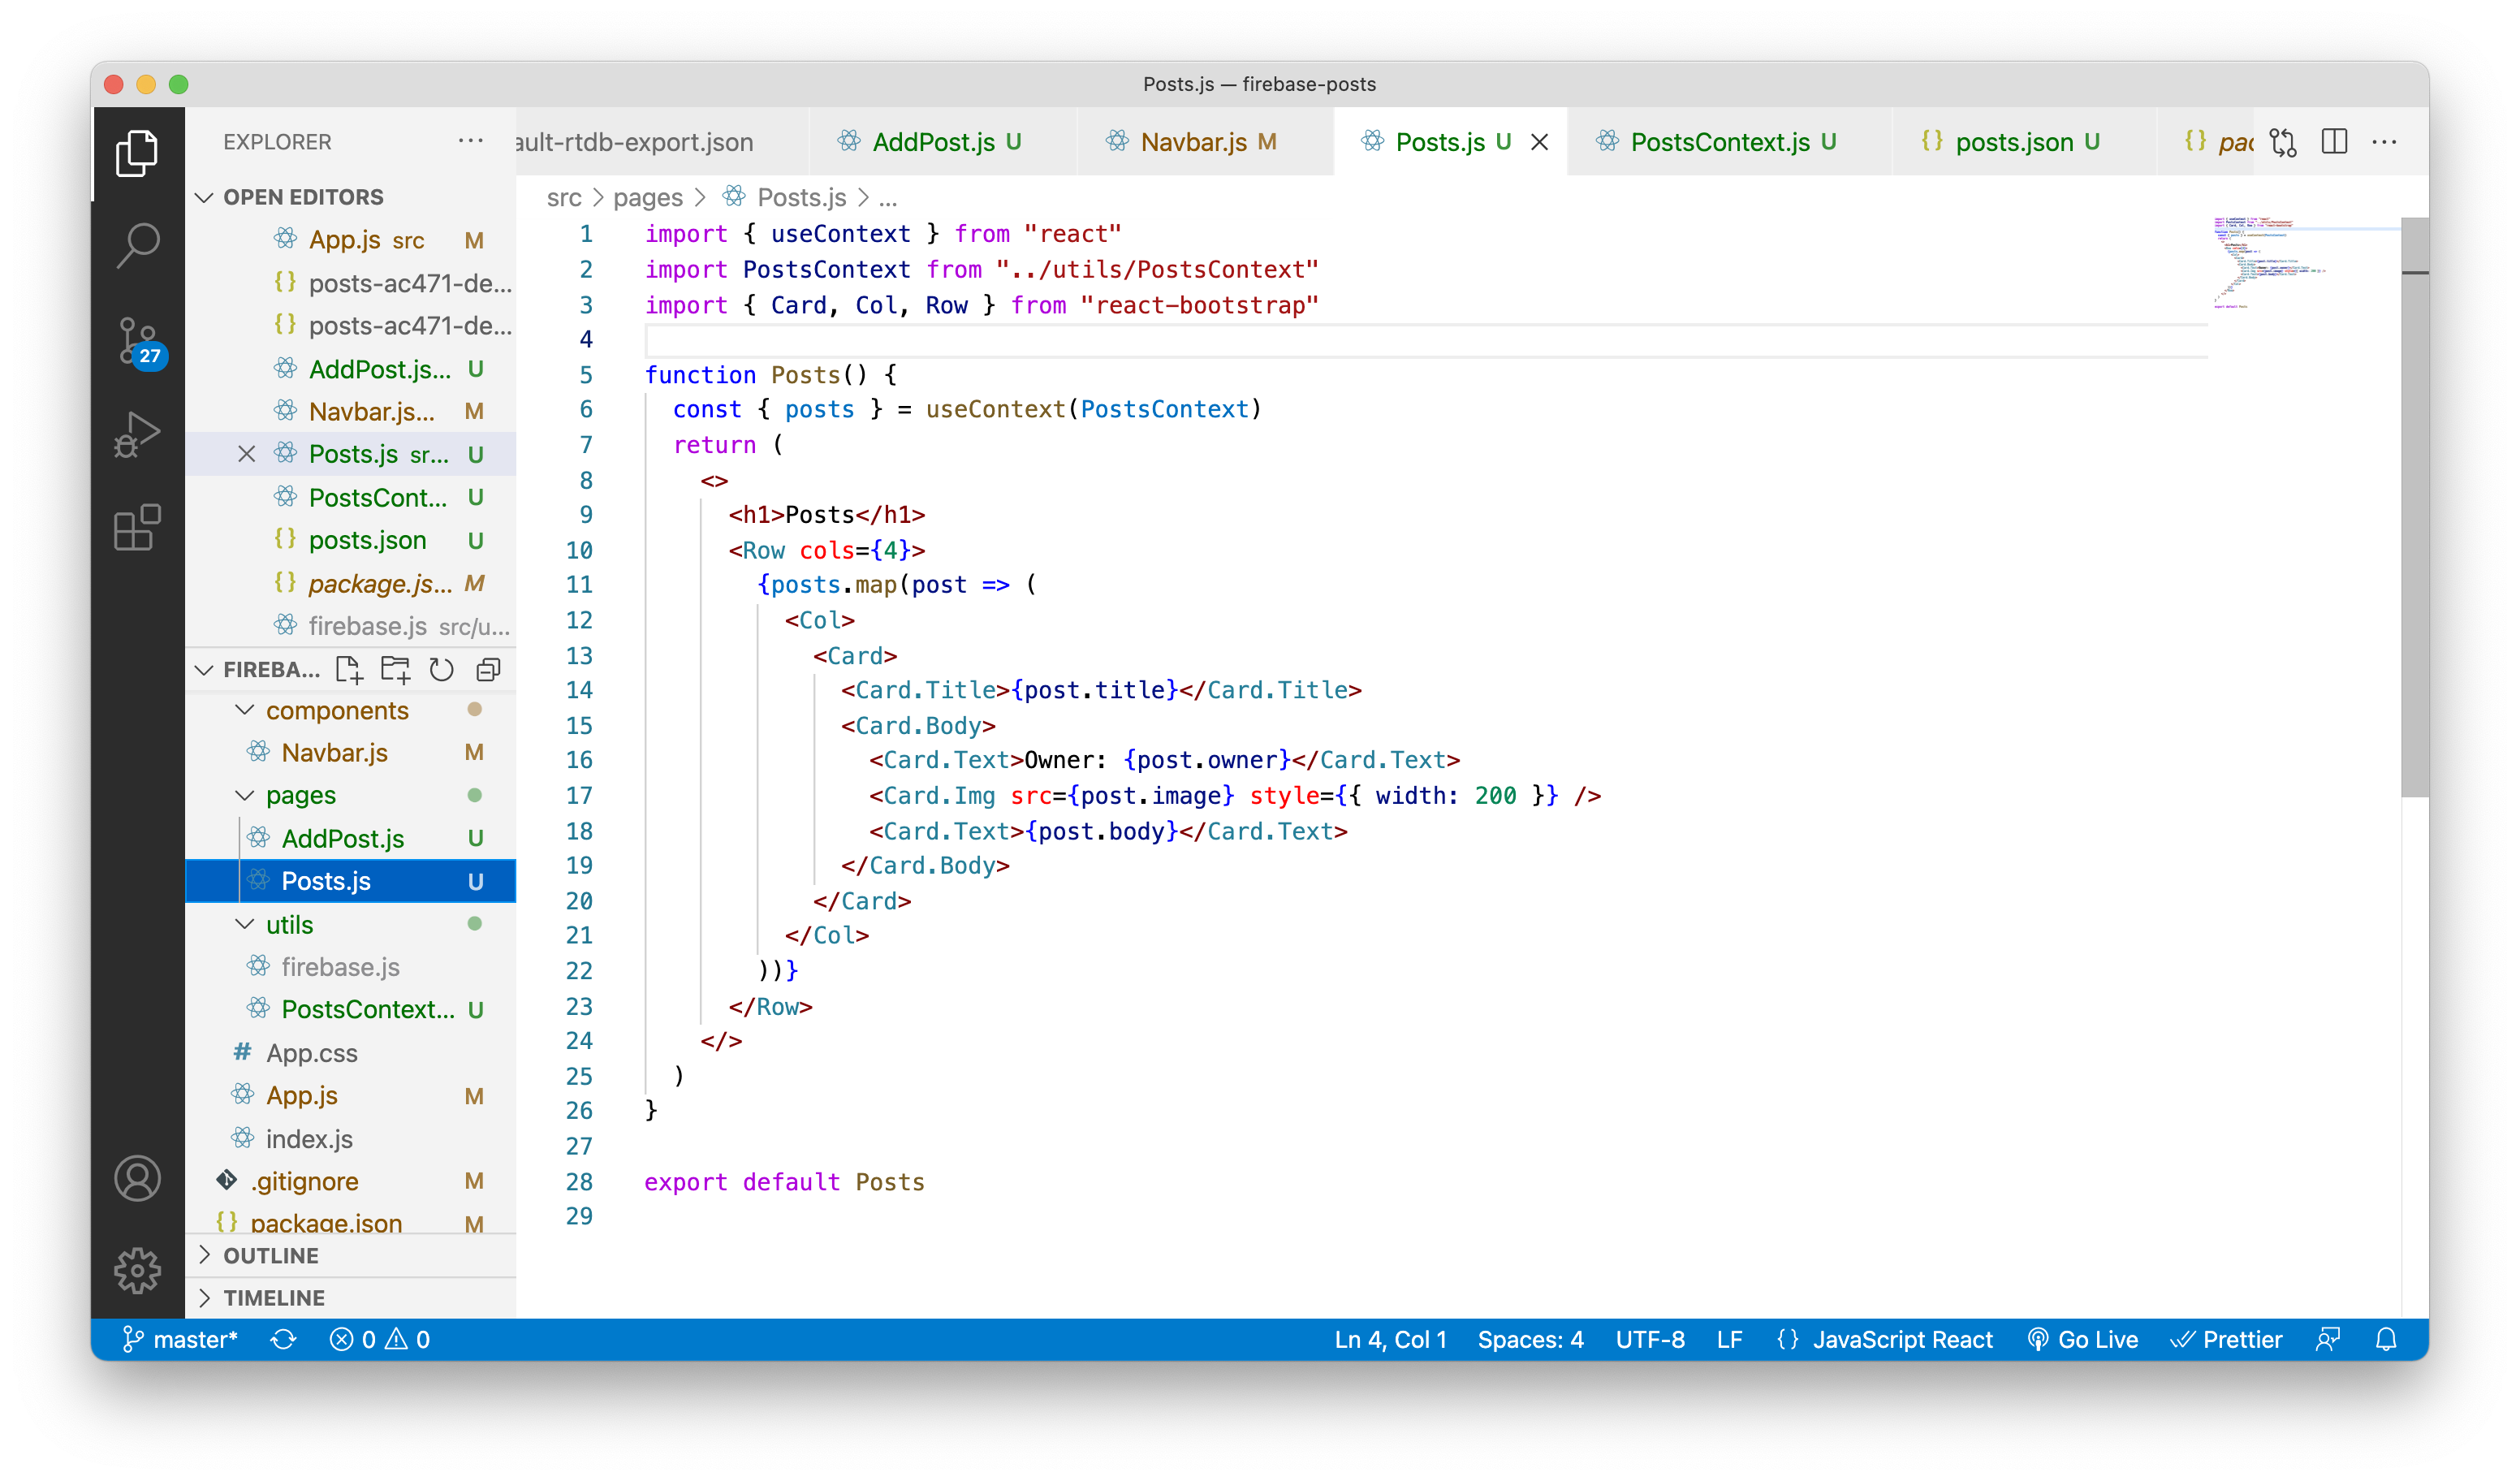 Posts.js — firebase-posts
EXPLORER
ault-rtdb-export.json
AddPost.js U
Navbar.js M
Posts.js U
PostsContext.js U
{} posts.json U
{} pac
OPEN EDITORS
App.js src M
{} posts-ac471-de...
{} posts-ac471-de...
AddPost.js... U
Navbar.js... M
Posts.js sr... U
PostsCont... U
{} posts.json U
{} package.js... M
firebase.js src/u...
FIREBA...
components
Navbar.js M
pages
AddPost.js U
Posts.js U
utils
firebase.js
PostsContext... U
# App.css
App.js M
index.js
.gitignore M
{} package.json M
OUTLINE
TIMELINE
27
src > pages > Posts.js > ...
1 import { useContext } from "react"
2 import PostsContext from "../utils/PostsContext"
3 import { Card, Col, Row } from "react-bootstrap"
4
5 function Posts() {
6 const { posts } = useContext(PostsContext)
7 return (
8 <>
9 <h1>Posts</h1>
10 <Row cols={4}>
11 {posts.map(post => (
12 <Col>
13 <Card>
14 <Card.Title>{post.title}</Card.Title>
15 <Card.Body>
16 <Card.Text>Owner: {post.owner}</Card.Text>
17 <Card.Img src={post.image} style={{ width: 200 }} />
18 <Card.Text>{post.body}</Card.Text>
19 </Card.Body>
20 </Card>
21 </Col>
22 ))}
23 </Row>
24 </>
25 )
26 }
27
28 export default Posts
29
master* 0 0 Ln 4, Col 1 Spaces: 4 UTF-8 LF {} JavaScript React Go Live Prettier